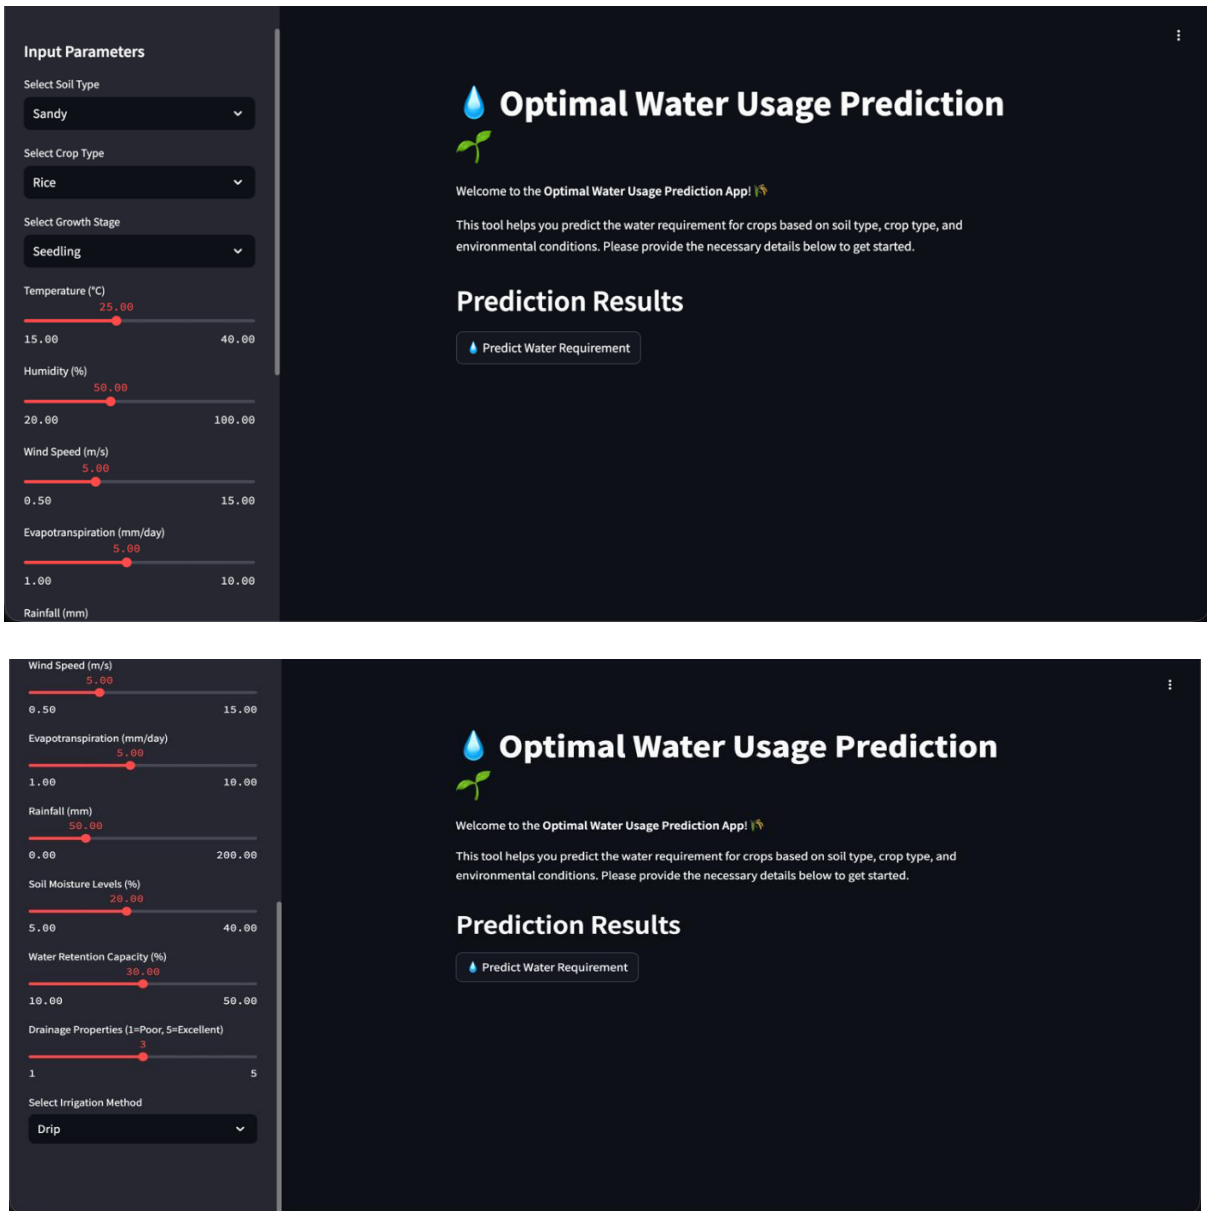 Input Parameters
Select Soil Type
Sandy
Select Crop Type
Rice
Select Growth Stage
Seedling
Temperature (°C)
25.00
15.00 40.00
Humidity (%)
50.00
20.00 100.00
Wind Speed (m/s)
5.00
0.50 15.00
Evapotranspiration (mm/day)
5.00
1.00 10.00
Rainfall (mm)
Optimal Water Usage Prediction
Welcome to the Optimal Water Usage Prediction App!
This tool helps you predict the water requirement for crops based on soil type, crop type, and
environmental conditions. Please provide the necessary details below to get started.
Prediction Results
Predict Water Requirement
Wind Speed (m/s)
5.00
0.50 15.00
Evapotranspiration (mm/day)
5.00
1.00 10.00
Rainfall (mm)
50.00
0.00 200.00
Soil Moisture Levels (%)
20.00
5.00 40.00
Water Retention Capacity (%)
30.00
10.00 50.00
Drainage Properties (1=Poor, 5=Excellent)
3
1 5
Select Irrigation Method
Drip
Optimal Water Usage Prediction
Welcome to the Optimal Water Usage Prediction App!
This tool helps you predict the water requirement for crops based on soil type, crop type, and
environmental conditions. Please provide the necessary details below to get started.
Prediction Results
Predict Water Requirement